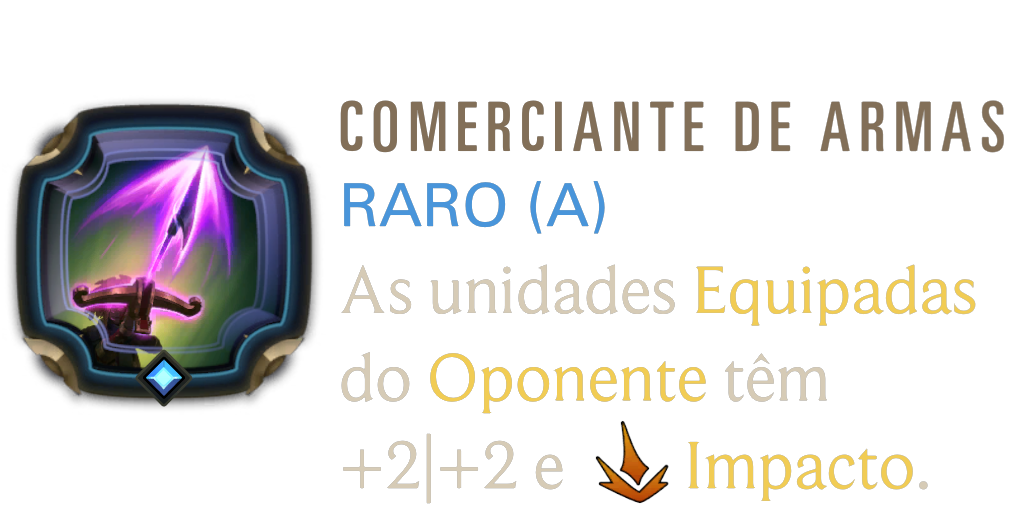 COMERCIANTE DE ARMAS
RARO (A)
As unidades Equipadas
do Oponente têm
+2|+2 e Impacto.